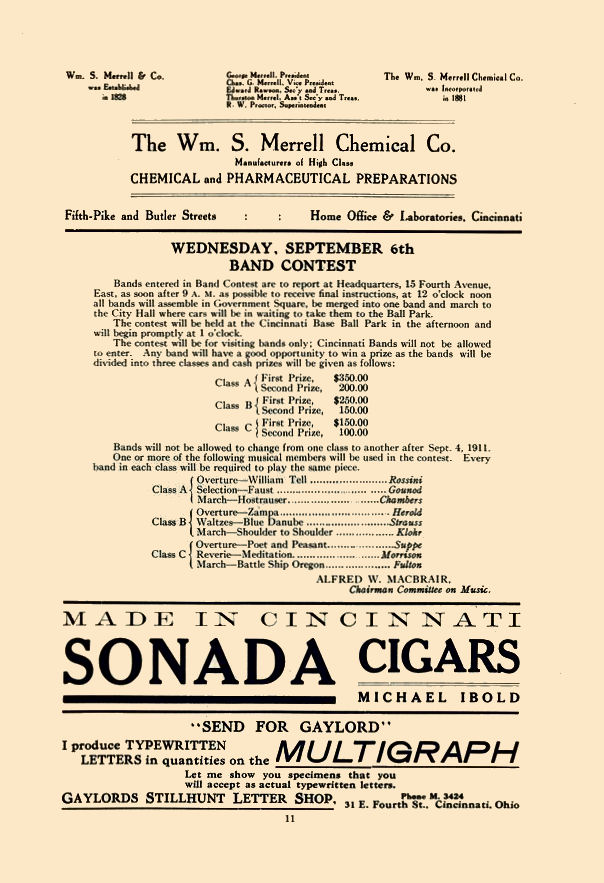 Wm. S. Merrell & Co.
was Established
in 1828
George Merrell, President
Chas. G. Merrell, Vice President
Edward Rawson, Sec'y and Treas.
Thurston Merrel, Ass't Sec'y and Treas.
R. W. Proctor, Superintendent
The Wm. S. Merrell Chemical Co.
was Incorporated
in 1881
The Wm. S. Merrell Chemical Co.
Manufacturers of High Class
CHEMICAL and PHARMACEUTICAL PREPARATIONS
Fifth-Pike and Butler Streets : : Home Office & Laboratories, Cincinnati
WEDNESDAY, SEPTEMBER 6th
BAND CONTEST
Bands entered in Band Contest are to report at Headquarters, 15 Fourth Avenue,
East, as soon after 9 A. M. as possible to receive final instructions, at 12 o'clock noon
all bands will assemble in Government Square, be merged into one band and march to
the City Hall where cars will be in waiting to take them to the Ball Park.
The contest will be held at the Cincinnati Base Ball Park in the afternoon and
will begin promptly at 1 o'clock.
The contest will be for visiting bands only; Cincinnati Bands will not be allowed
to enter. Any band will have a good opportunity to win a prize as the bands will be
divided into three classes and cash prizes will be given as follows:
Class A { First Prize, $350.00
Second Prize, 200.00
Class B { First Prize, $250.00
Second Prize, 150.00
Class C { First Prize, $150.00
Second Prize, 100.00
Bands will not be allowed to change from one class to another after Sept. 4, 1911.
One or more of the following musical members will be used in the contest. Every
band in each class will be required to play the same piece.
Class A { Overture—William Tell ........ Rossini
Selection—Faust ........ Gounod
March—Hostrauser ........ Chambers
Class B { Overture—Zampa ........ Herold
Waltzes—Blue Danube ........ Strauss
March—Shoulder to Shoulder ........ Klohr
Class C { Overture—Poet and Peasant ........ Suppe
Reverie—Meditation ........ Morrison
March—Battle Ship Oregon ........ Fulton
ALFRED W. MACBRAIR,
Chairman Committee on Music.
MADE IN CINCINNATI
SONADA CIGARS
MICHAEL IBOLD
"SEND FOR GAYLORD"
I produce TYPEWRITTEN
LETTERS in quantities on the MULTIGRAPH
Let me show you specimens that you
will accept as actual typewritten letters.
GAYLORDS STILLHUNT LETTER SHOP, Phone M. 3424
31 E. Fourth St., Cincinnati, Ohio
11